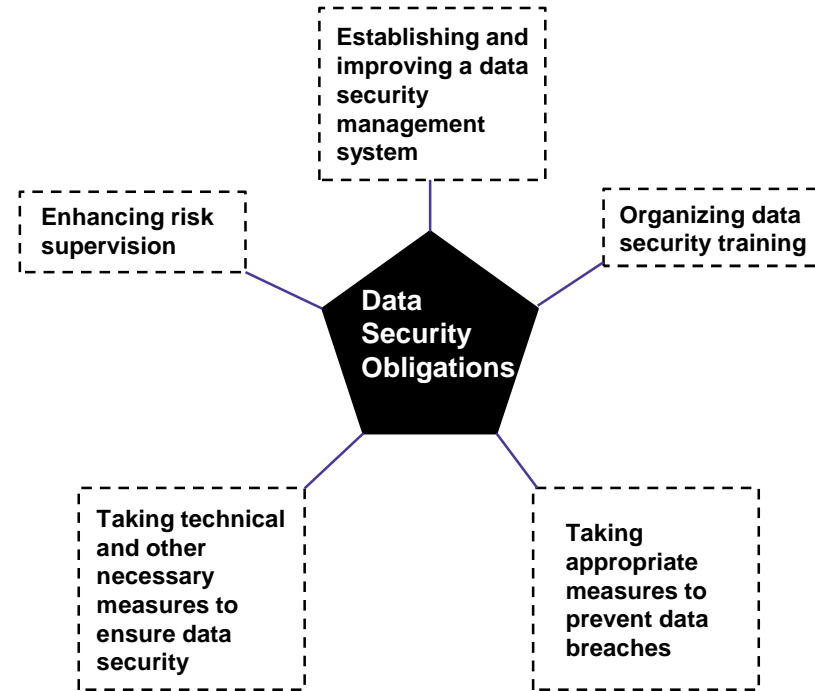 Establishing and
improving a data
security
management
system
Enhancing risk
supervision
Organizing data
security training
Data
Security
Obligations
Taking technical
and other
necessary
measures to
ensure data
security
Taking
appropriate
measures to
prevent data
breaches